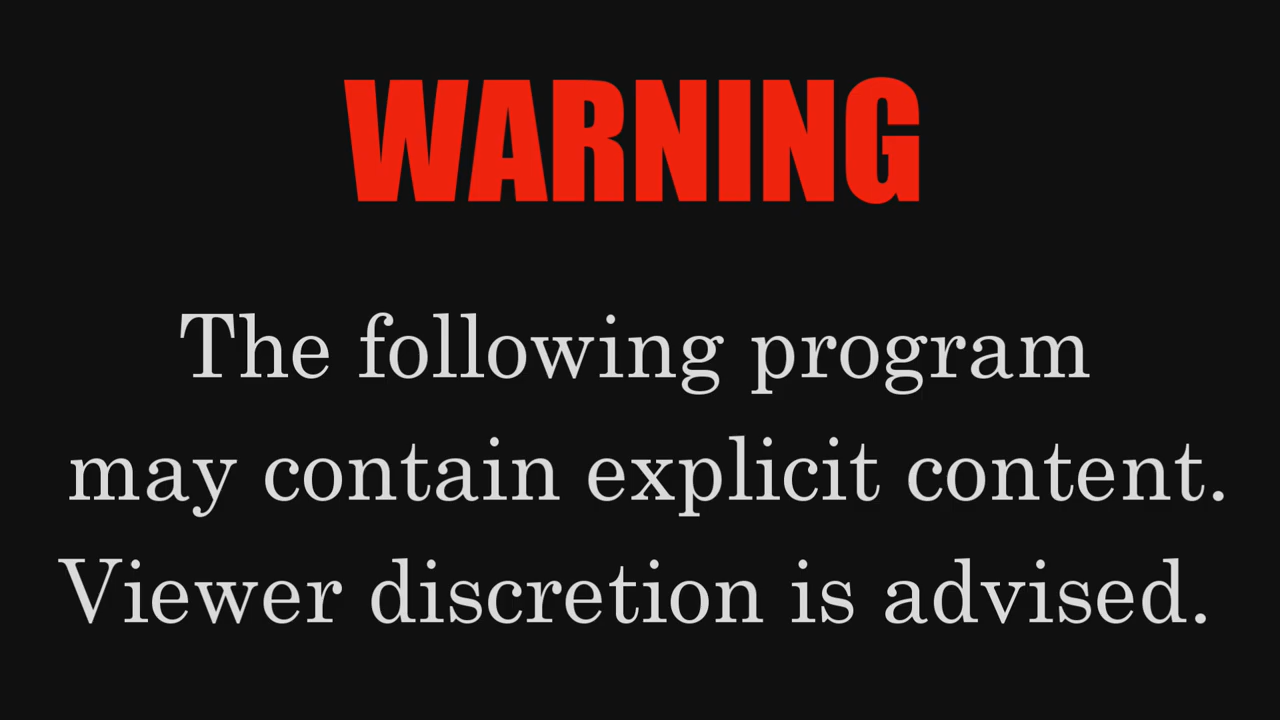 WARNING
The following program
may contain explicit content.
Viewer discretion is advised.